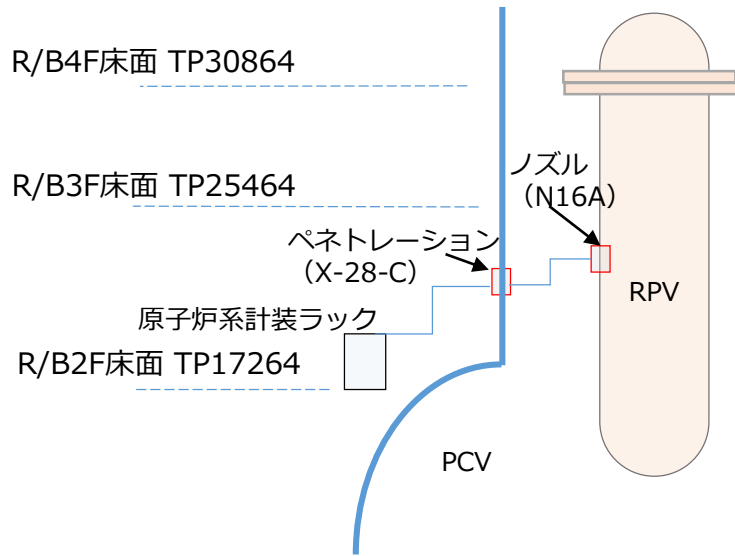 R/B4F床面 TP30864
R/B3F床面 TP25464
ノズル
（N16A）
ペネトレーション
（X-28-C）
RPV
原子炉系計装ラック
R/B2F床面 TP17264
PCV